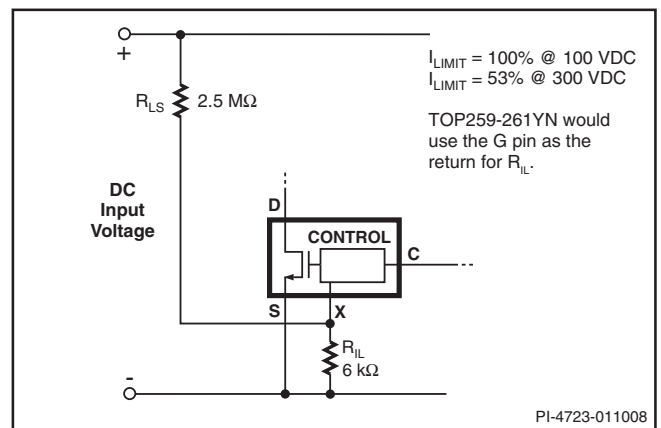 +
I_LIMIT = 100% @ 100 VDC
I_LIMIT = 53% @ 300 VDC
R_LS 2.5 MΩ
TOP259-261YN would
use the G pin as the
return for R_IL.
DC
Input
Voltage
D
CONTROL
C
S
X
R_IL
6 kΩ
-
PI-4723-011008